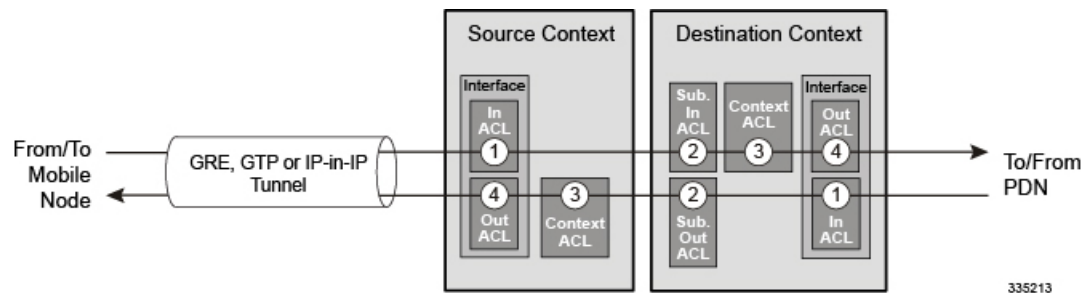 Source Context
Destination Context
Interface
In
ACL
1
4
Out
ACL
3
Context
ACL
Sub.
In
ACL
2
Context
ACL
3
Interface
Out
ACL
4
2
Sub.
Out
ACL
1
In
ACL
From/To
Mobile
Node
GRE, GTP or IP-in-IP
Tunnel
To/From
PDN
335213